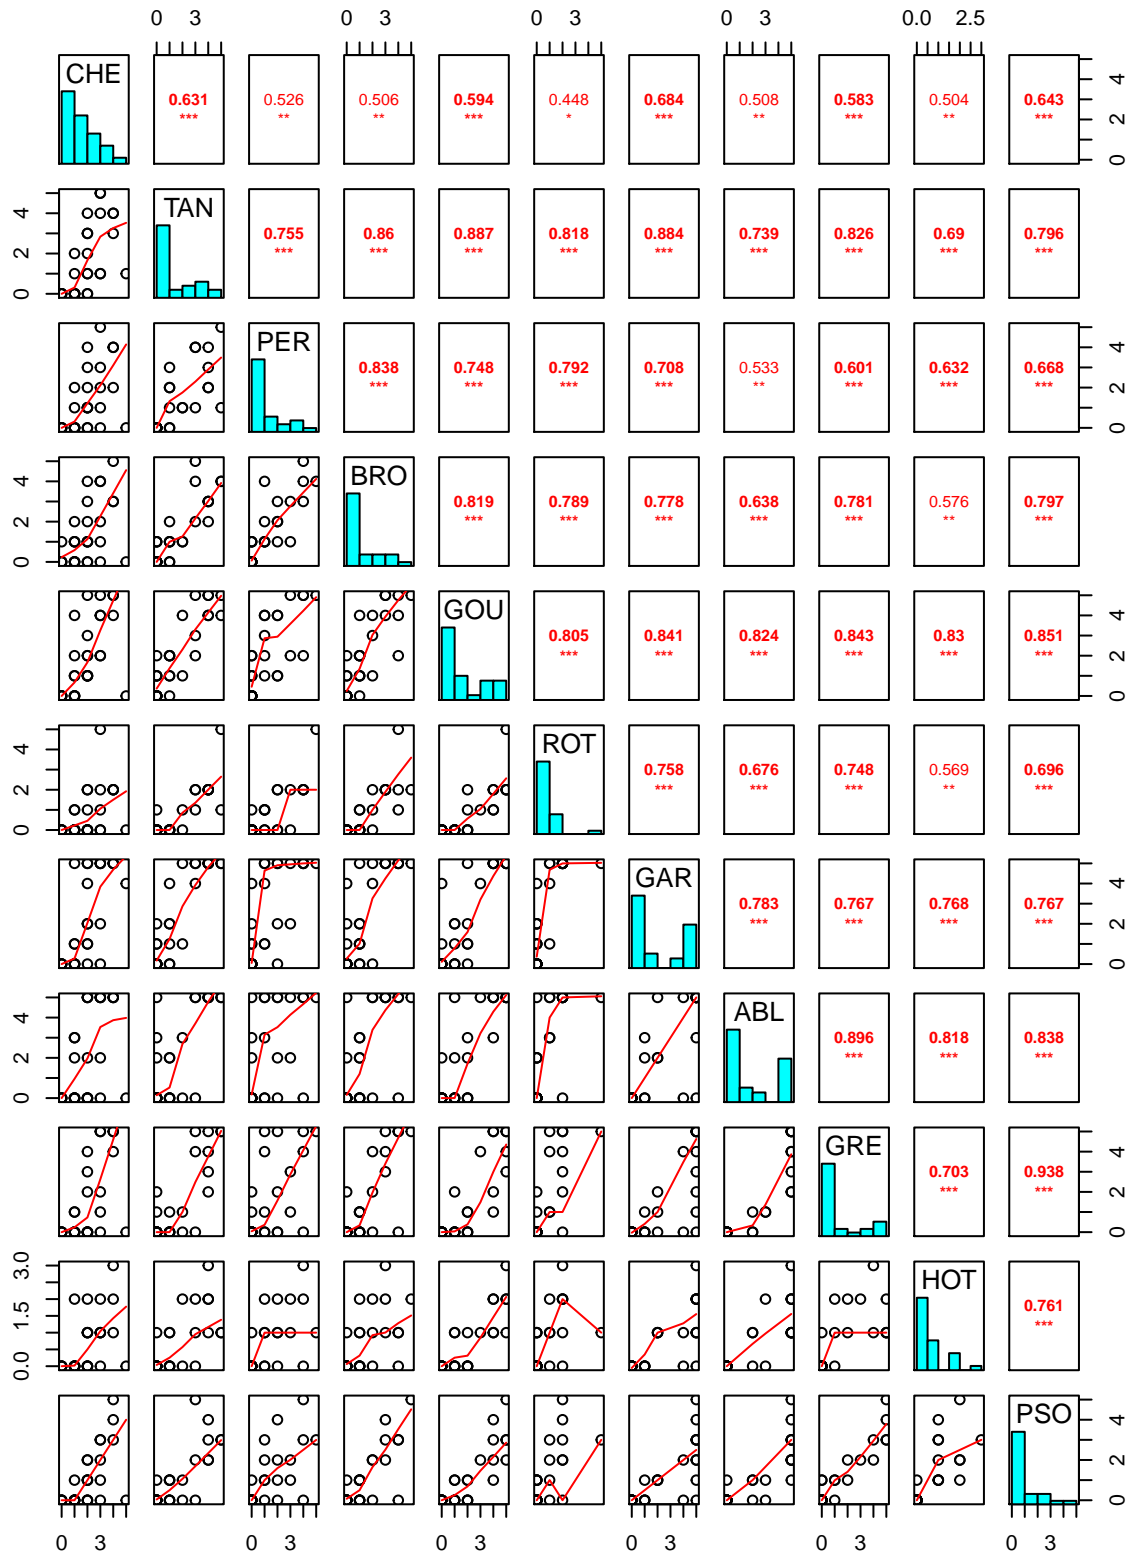 0 3 0 3 0 3 0 3 0.0 2.5
CHE 0.631 0.526 0.506 0.594 0.448 0.684 0.508 0.583 0.504 0.643 0 2 4
*** ** ** *** * *** ** *** ** ***
0 2 4 TAN 0.755 0.86 0.887 0.818 0.884 0.739 0.826 0.69 0.796
*** *** *** *** *** *** *** *** ***
PER 0.838 0.748 0.792 0.708 0.533 0.601 0.632 0.668 0 2 4
*** *** *** *** ** *** *** ***
0 2 4 BRO 0.819 0.789 0.778 0.638 0.781 0.576 0.797
*** *** *** *** *** ** ***
GOU 0.805 0.841 0.824 0.843 0.83 0.851 0 2 4
*** *** *** *** *** ***
0 2 4 ROT 0.758 0.676 0.748 0.569 0.696
*** *** *** ** ***
GAR 0.783 0.767 0.768 0.767 0 2 4
*** *** *** ***
0 2 4 ABL 0.896 0.818 0.838
*** *** ***
GRE 0.703 0.938 0 2 4
*** ***
0.0 1.5 3.0 HOT 0.761
***
PSO 0 2 4
0 3 0 3 0 3 0 3 0 3 0 3